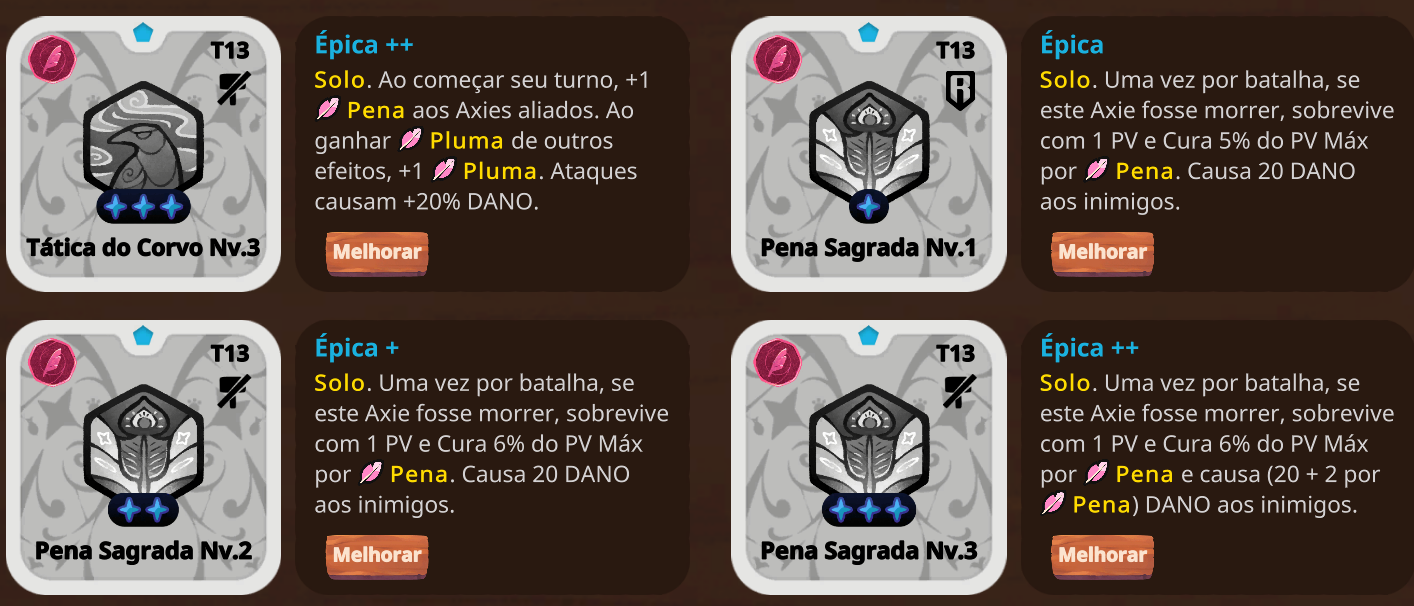 T13
Tática do Corvo Nv.3
Épica ++
Solo. Ao começar seu turno, +1
Pena aos Axies aliados. Ao
ganhar Pluma de outros
efeitos, +1 Pluma. Ataques
causam +20% DANO.
Melhorar
T13
Pena Sagrada Nv.1
Épica
Solo. Uma vez por batalha, se
este Axie fosse morrer, sobrevive
com 1 PV e Cura 5% do PV Máx
por Pena. Causa 20 DANO
aos inimigos.
Melhorar
T13
Pena Sagrada Nv.2
Épica +
Solo. Uma vez por batalha, se
este Axie fosse morrer, sobrevive
com 1 PV e Cura 6% do PV Máx
por Pena. Causa 20 DANO
aos inimigos.
Melhorar
T13
Pena Sagrada Nv.3
Épica ++
Solo. Uma vez por batalha, se
este Axie fosse morrer, sobrevive
com 1 PV e Cura 6% do PV Máx
por Pena e causa (20 + 2 por
Pena) DANO aos inimigos.
Melhorar